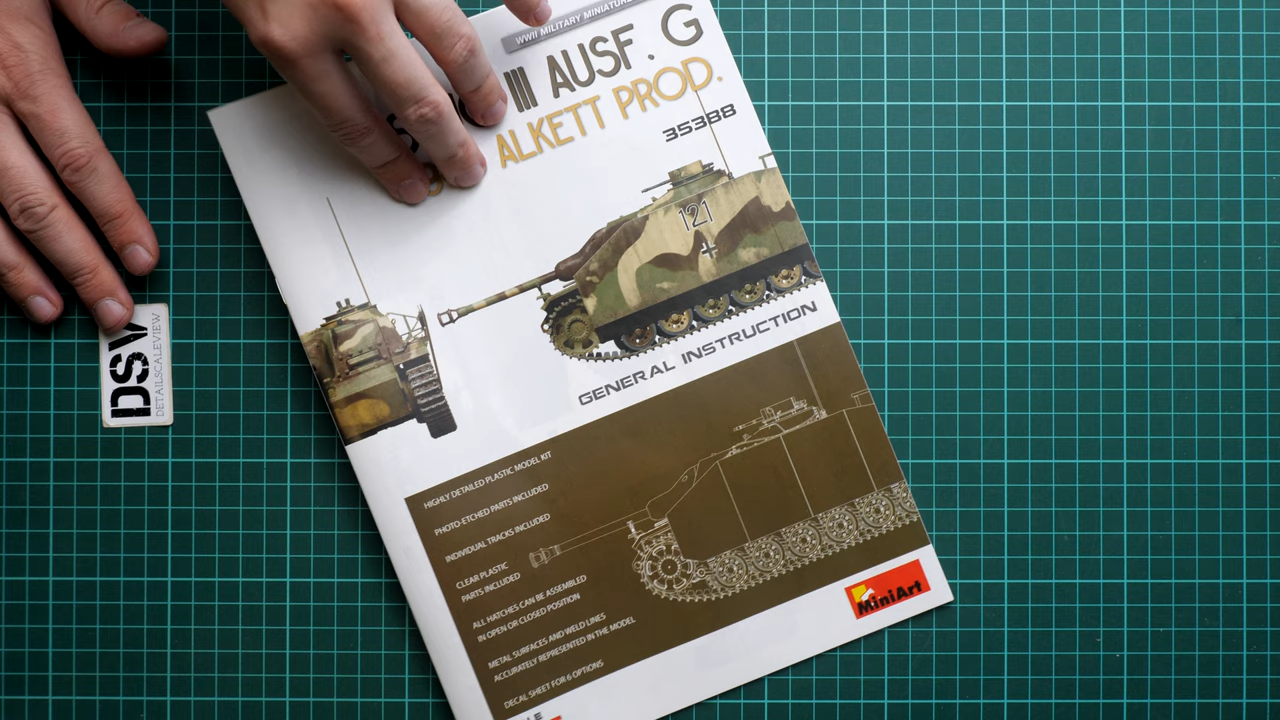 WWII MILITARY MINIATURE
III AUSF. G
ALKETT PROD.
35388
121
GENERAL INSTRUCTION
HIGHLY DETAILED PLASTIC MODEL KIT
PHOTO-ETCHED PARTS INCLUDED
INDIVIDUAL TRACKS INCLUDED
CLEAR PLASTIC
PARTS INCLUDED
ALL HATCHES CAN BE ASSEMBLED
IN OPEN OR CLOSED POSITION
METAL SURFACES AND WELD LINES
ACCURATELY REPRESENTED IN THE MODEL
DECAL SHEET FOR 6 OPTIONS
MiniArt
DSV
DETAILSCALEVIEW